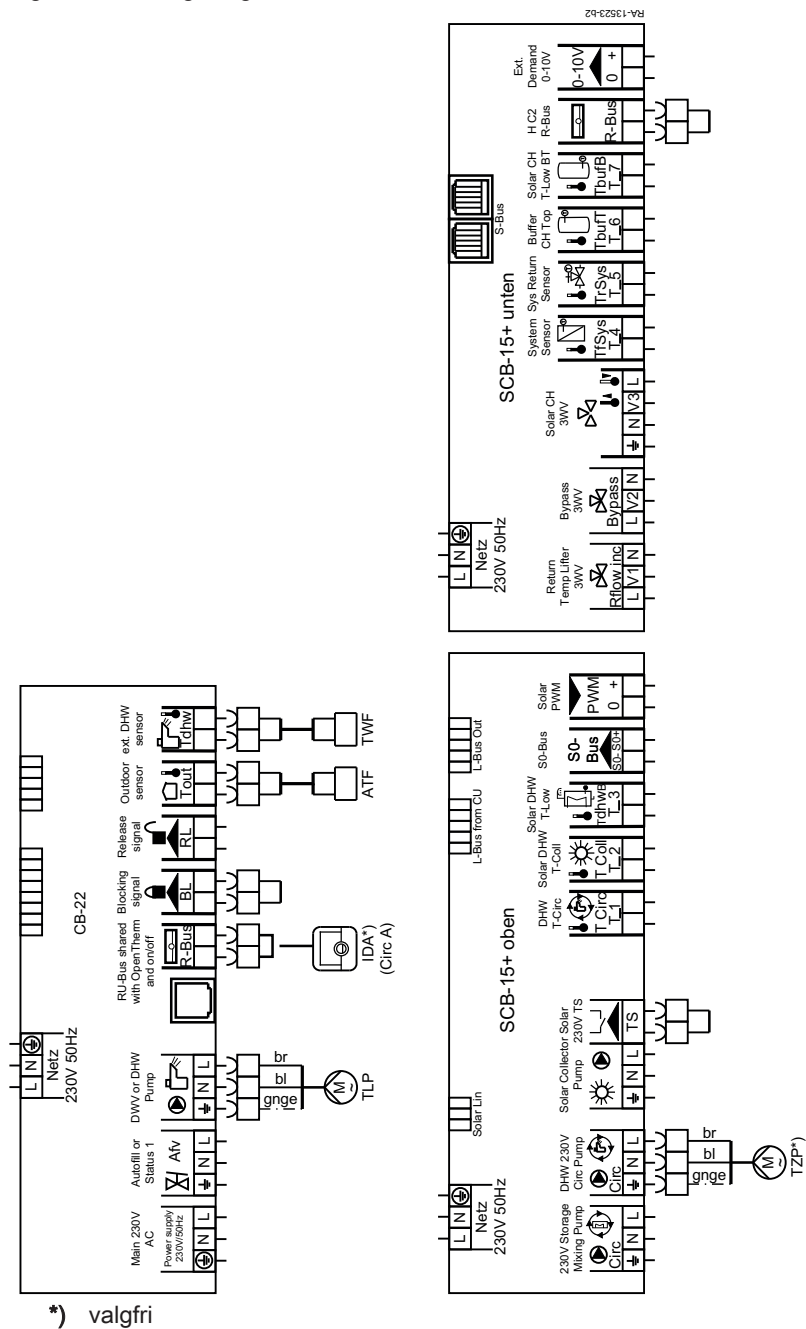 CB-22
L N
Netz
230V 50Hz
Main 230V
AC
Power supply
230V/50Hz
N L
Autofill or
Status 1
Afv
N L
DWV or DHW
Pump
N L
br
bl
gnge
M
~
TLP
RU-Bus shared
with OpenTherm
and on/off
R-Bus
IDA*)
(Circ A)
Blocking
signal
BL
Release
signal
RL
Outdoor
sensor
Tout
ATF
ext. DHW
sensor
Tdhw
TWF
SCB-15+ oben
L N
Netz
230V 50Hz
Solar Lin
L-Bus from CU
L-Bus Out
230V Storage
Mixing Pump
Circ
N L
DHW 230V
Circ Pump
Circ
N L
br
bl
gnge
M
~
TZP*)
Solar Collector
Pump
N L
Solar
230V TS
TS
DHW
T-Circ
T Circ
T_1
Solar DHW
T-Coll
T Coll
T_2
Solar DHW
T-Low
TdhwB
T_3
S0-Bus
S0-
Bus
S0- S0+
Solar
PWM
PWM
0 +
SCB-15+ unten
L N
Netz
230V 50Hz
S-Bus
Return
Temp Lifter
3WV
Rflow inc
L V1 N
Bypass
3WV
Bypass
L V2 N
Solar CH
3WV
N V3 L
System
Sensor
TfSys
T_4
Sys Return
Sensor
TrSys
T_5
Buffer
CH Top
TbufT
T_6
Solar CH
T-Low BT
TbufB
T_7
H C2
R-Bus
R-Bus
Ext.
Demand
0-10V
0-10V
0 +
RA-13523-b2
*) valgfri